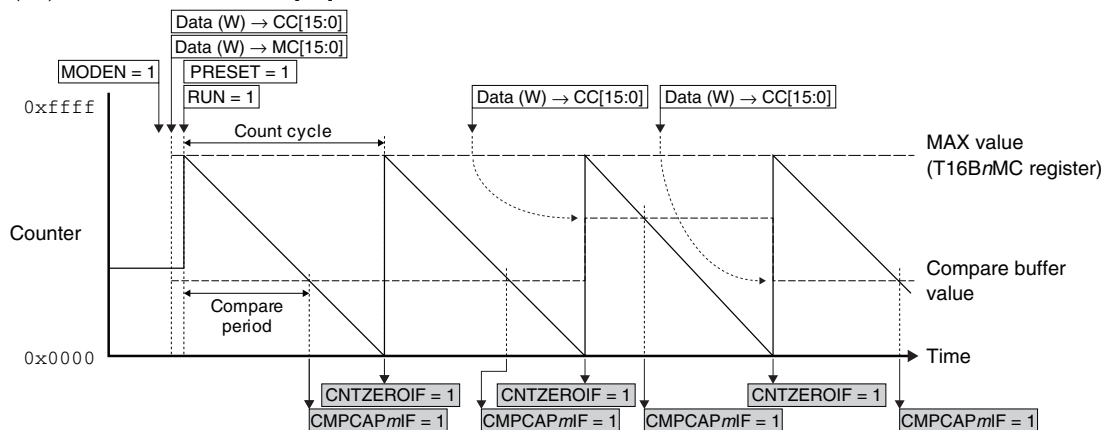 Data (W) → CC[15:0]
Data (W) → MC[15:0]
MODEN = 1
PRESET = 1
RUN = 1
Data (W) → CC[15:0]
Data (W) → CC[15:0]
0xffff
Count cycle
MAX value
(T16BnMC register)
Counter
Compare
period
Compare buffer
value
0x0000
Time
CNTZEROIF = 1
CNTZEROIF = 1
CNTZEROIF = 1
CMPCAPmIF = 1
CMPCAPmIF = 1
CMPCAPmIF = 1
CMPCAPmIF = 1